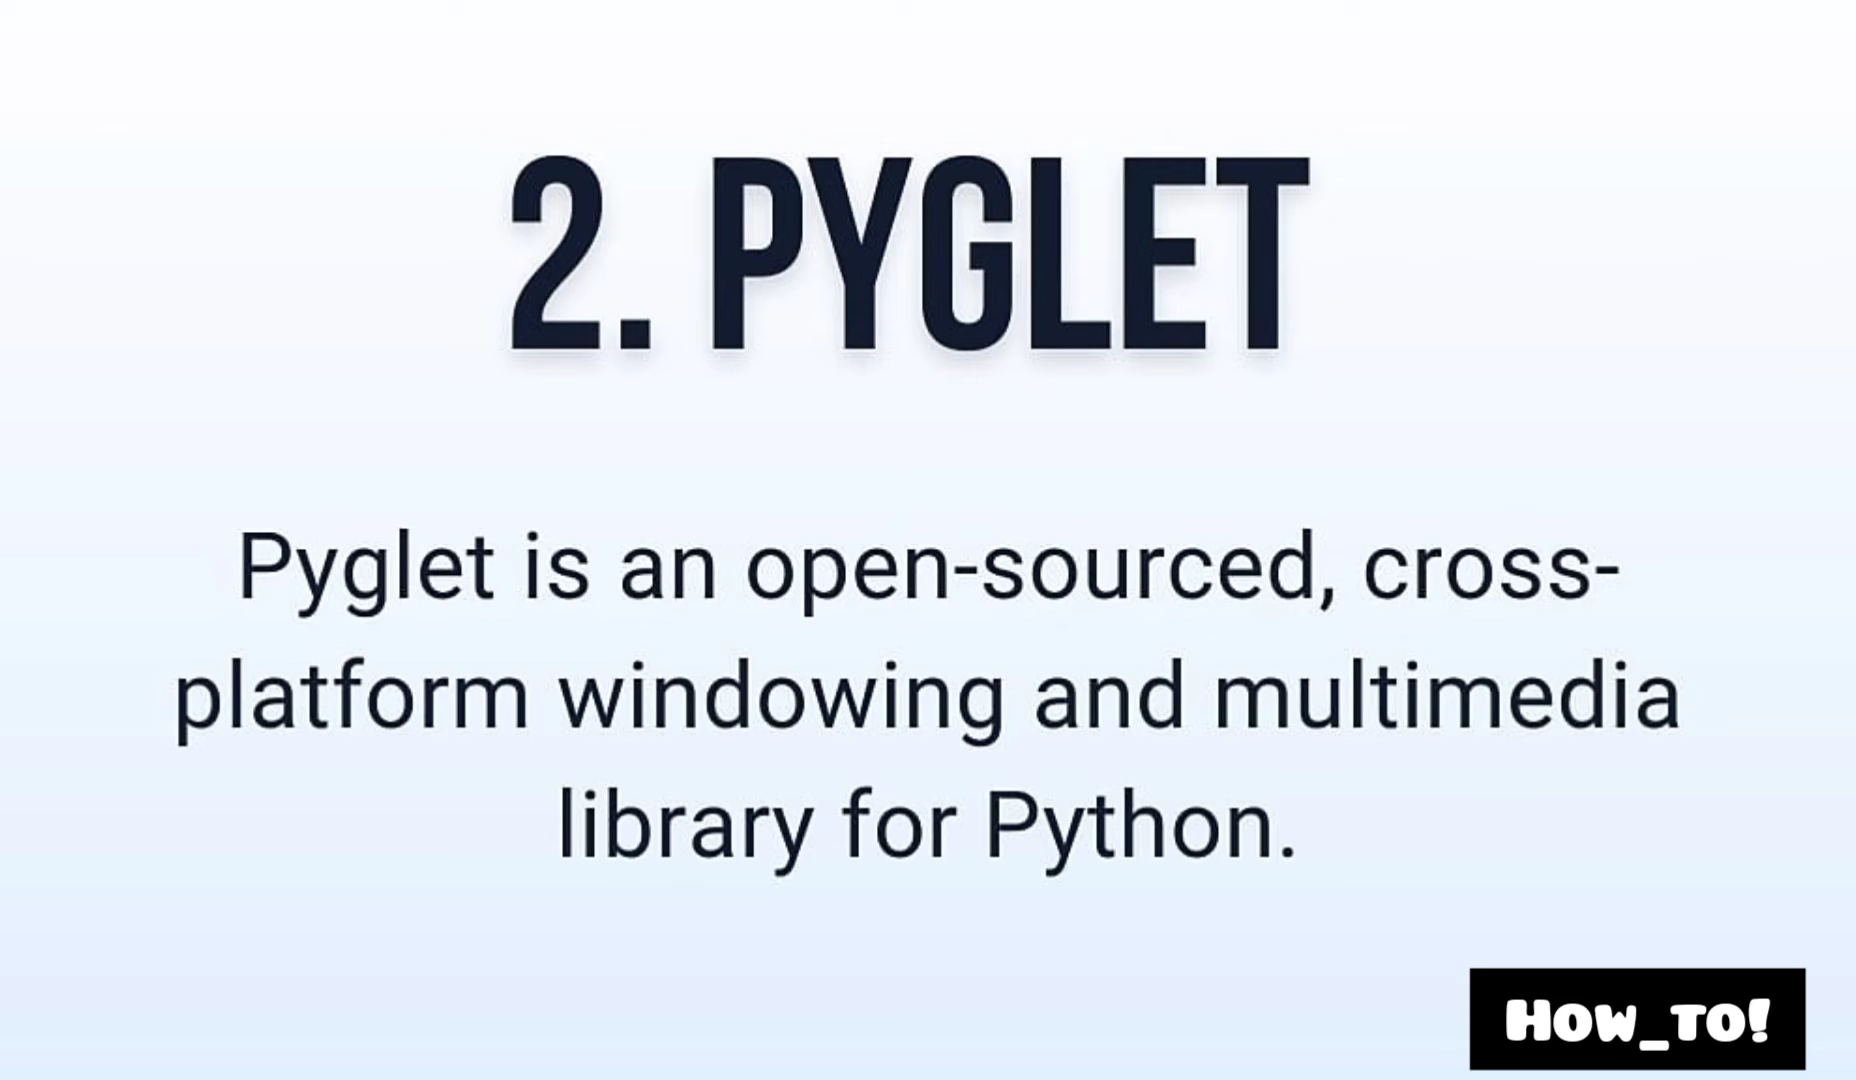 2. PYGLET
Pyglet is an open-sourced, cross-
platform windowing and multimedia
library for Python.
How_to!